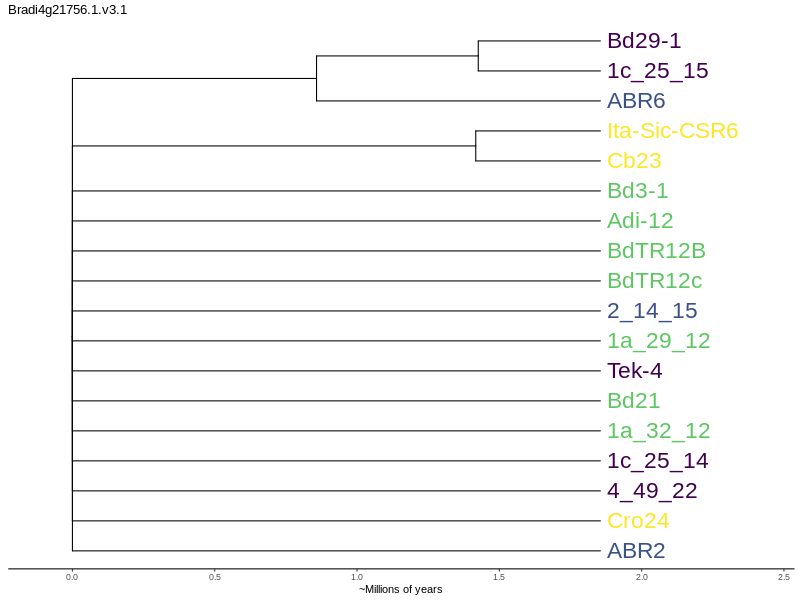 Bradi4g21756.1.v3.1
Bd29-1
1c_25_15
ABR6
Ita-Sic-CSR6
Cb23
Bd3-1
Adi-12
BdTR12B
BdTR12c
2_14_15
1a_29_12
Tek-4
Bd21
1a_32_12
1c_25_14
4_49_22
Cro24
ABR2
0.0 0.5 1.0 1.5 2.0 2.5
~Millions of years